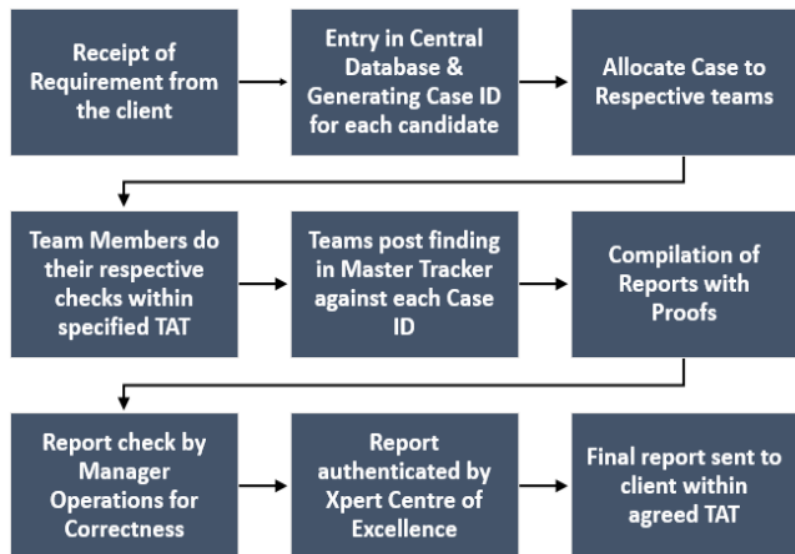 Receipt of
Requirement from
the client
Entry in Central
Database &
Generating Case ID
for each candidate
Allocate Case to
Respective teams
Team Members do
their respective
checks within
specified TAT
Teams post finding
in Master Tracker
against each Case
ID
Compilation of
Reports with
Proofs
Report check by
Manager
Operations for
Correctness
Report
authenticated by
Xpert Centre of
Excellence
Final report sent to
client within
agreed TAT